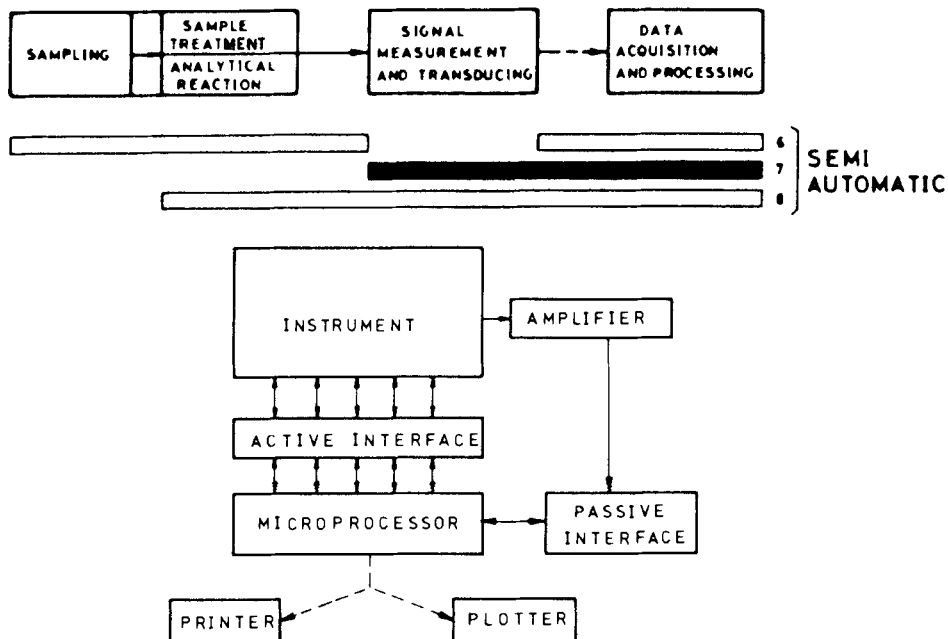 SAMPLING
SAMPLE
TREATMENT
ANALYTICAL
REACTION
SIGNAL
MEASUREMENT
AND TRANSDUCING
DATA
ACQUISITION
AND PROCESSING
6
7
8
SEMI
AUTOMATIC
INSTRUMENT
AMPLIFIER
ACTIVE INTERFACE
MICROPROCESSOR
PASSIVE
INTERFACE
PRINTER
PLOTTER